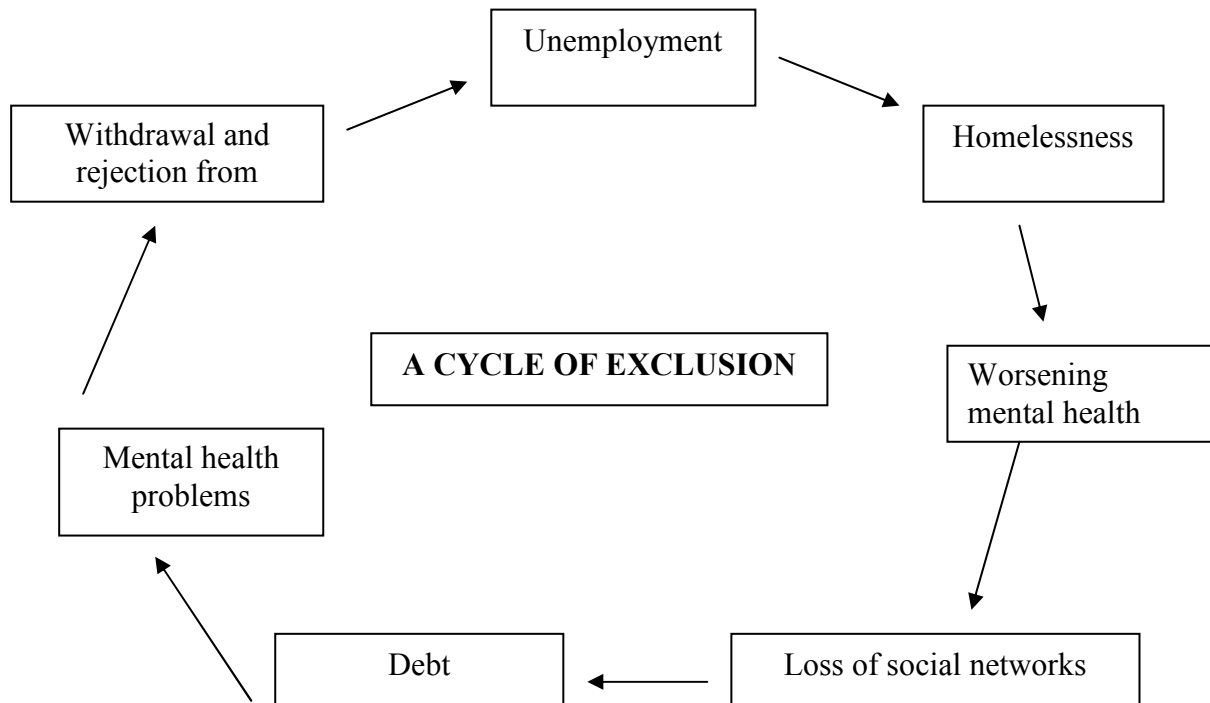 Unemployment
Withdrawal and
rejection from
Homelessness
A CYCLE OF EXCLUSION
Worsening
mental health
Mental health
problems
Debt
Loss of social networks